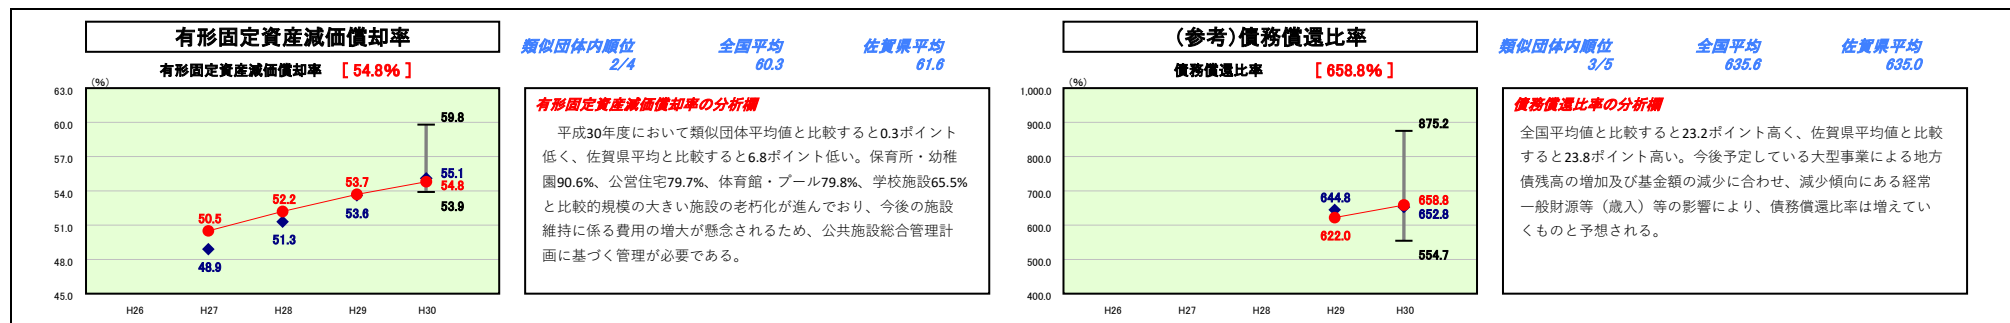 有形固定資産減価償却率
類似団体内順位
2/4
全国平均
60.3
佐賀県平均
61.6
有形固定資産減価償却率 [ 54.8% ]
(%)
63.0
60.0
57.0
54.0
51.0
48.0
45.0
H26
H27
H28
H29
H30
50.5
48.9
52.2
51.3
53.7
53.6
59.8
55.1
54.8
53.9
有形固定資産減価償却率の分析欄
平成30年度において類似団体平均値と比較すると0.3ポイント
低く、佐賀県平均と比較すると6.8ポイント低い。保育所・幼稚
園90.6%、公営住宅79.7%、体育館・プール79.8%、学校施設65.5%
と比較的規模の大きい施設の老朽化が進んでおり、今後の施設
維持に係る費用の増大が懸念されるため、公共施設総合管理計
画に基づく管理が必要である。
(参考)債務償還比率
類似団体内順位
3/5
全国平均
635.6
佐賀県平均
635.0
債務償還比率 [ 658.8% ]
(%)
1,000.0
900.0
800.0
700.0
600.0
500.0
400.0
H26
H27
H28
H29
H30
644.8
622.0
875.2
658.8
652.8
554.7
債務償還比率の分析欄
全国平均値と比較すると23.2ポイント高く、佐賀県平均値と比較
すると23.8ポイント高い。今後予定している大型事業による地方
債残高の増加及び基金額の減少に合わせ、減少傾向にある経常
一般財源等（歳入）等の影響により、債務償還比率は増えてい
くものと予想される。